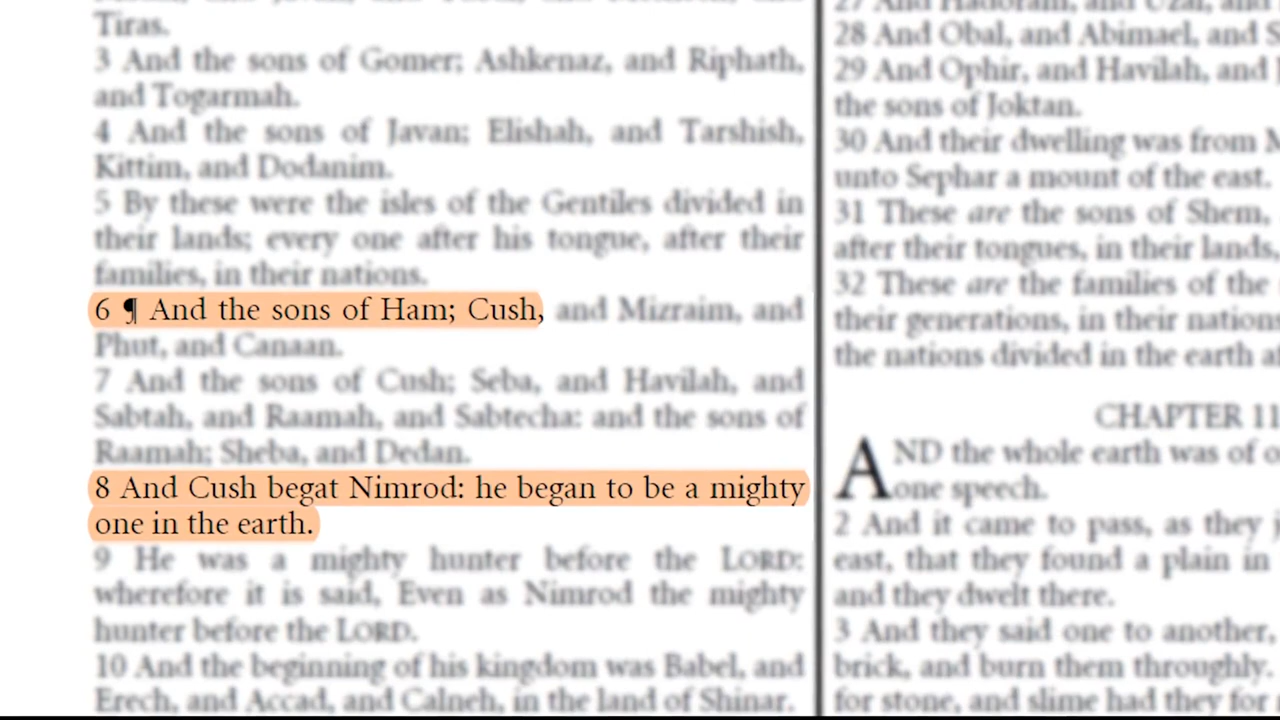 Tiras.
3 And the sons of Gomer; Ashkenaz, and Riphath,
and Togarmah.
4 And the sons of Javan; Elishah, and Tarshish,
Kittim, and Dodanim.
5 By these were the isles of the Gentiles divided in
their lands; every one after his tongue, after their
families, in their nations.
6 ¶ And the sons of Ham; Cush, and Mizraim, and
Phut, and Canaan.
7 And the sons of Cush; Seba, and Havilah, and
Sabtah, and Raamah, and Sabtecha: and the sons of
Raamah; Sheba, and Dedan.
8 And Cush begat Nimrod: he began to be a mighty
one in the earth.
9 He was a mighty hunter before the LORD:
wherefore it is said, Even as Nimrod the mighty
hunter before the LORD.
10 And the beginning of his kingdom was Babel, and
Erech, and Accad, and Calneh, in the land of Shinar.
27 And Hadoram, and Uzal, and
28 And Obal, and Abimael, and S
29 And Ophir, and Havilah, and
the sons of Joktan.
30 And their dwelling was from M
unto Sephar a mount of the east.
31 These are the sons of Shem,
after their tongues, in their lands,
32 These are the families of the
their generations, in their nations
the nations divided in the earth af
CHAPTER 11
AND the whole earth was of o
one speech.
2 And it came to pass, as they j
east, that they found a plain in
and they dwelt there.
3 And they said one to another,
brick, and burn them throughly.
for stone, and slime had they for